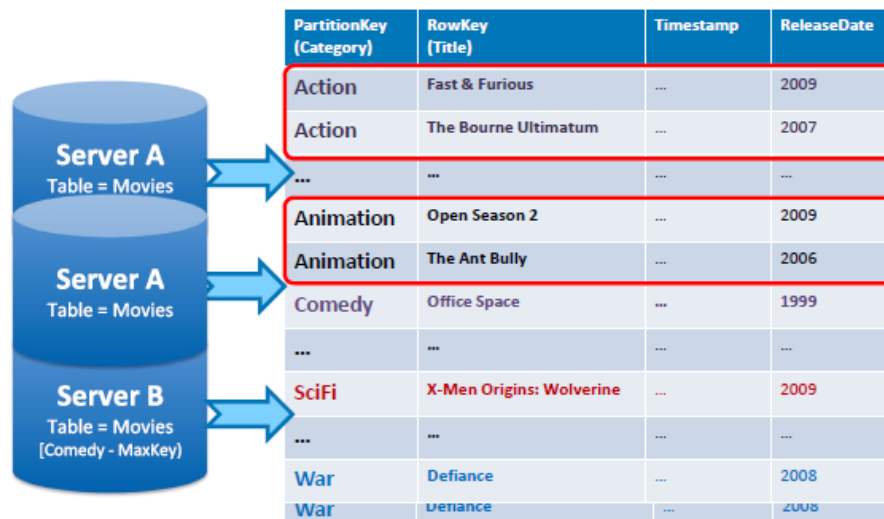 PartitionKey (Category) RowKey (Title) Timestamp ReleaseDate
Action Fast & Furious ... 2009
Action The Bourne Ultimatum ... 2007
... ... ... ...
Animation Open Season 2 ... 2009
Animation The Ant Bully ... 2006
Comedy Office Space ... 1999
... ... ... ...
SciFi X-Men Origins: Wolverine ... 2009
... ... ... ...
War Defiance ... 2008
War Defiance ... 2008
Server A
Table = Movies
Server A
Table = Movies
Server B
Table = Movies
[Comedy - MaxKey)